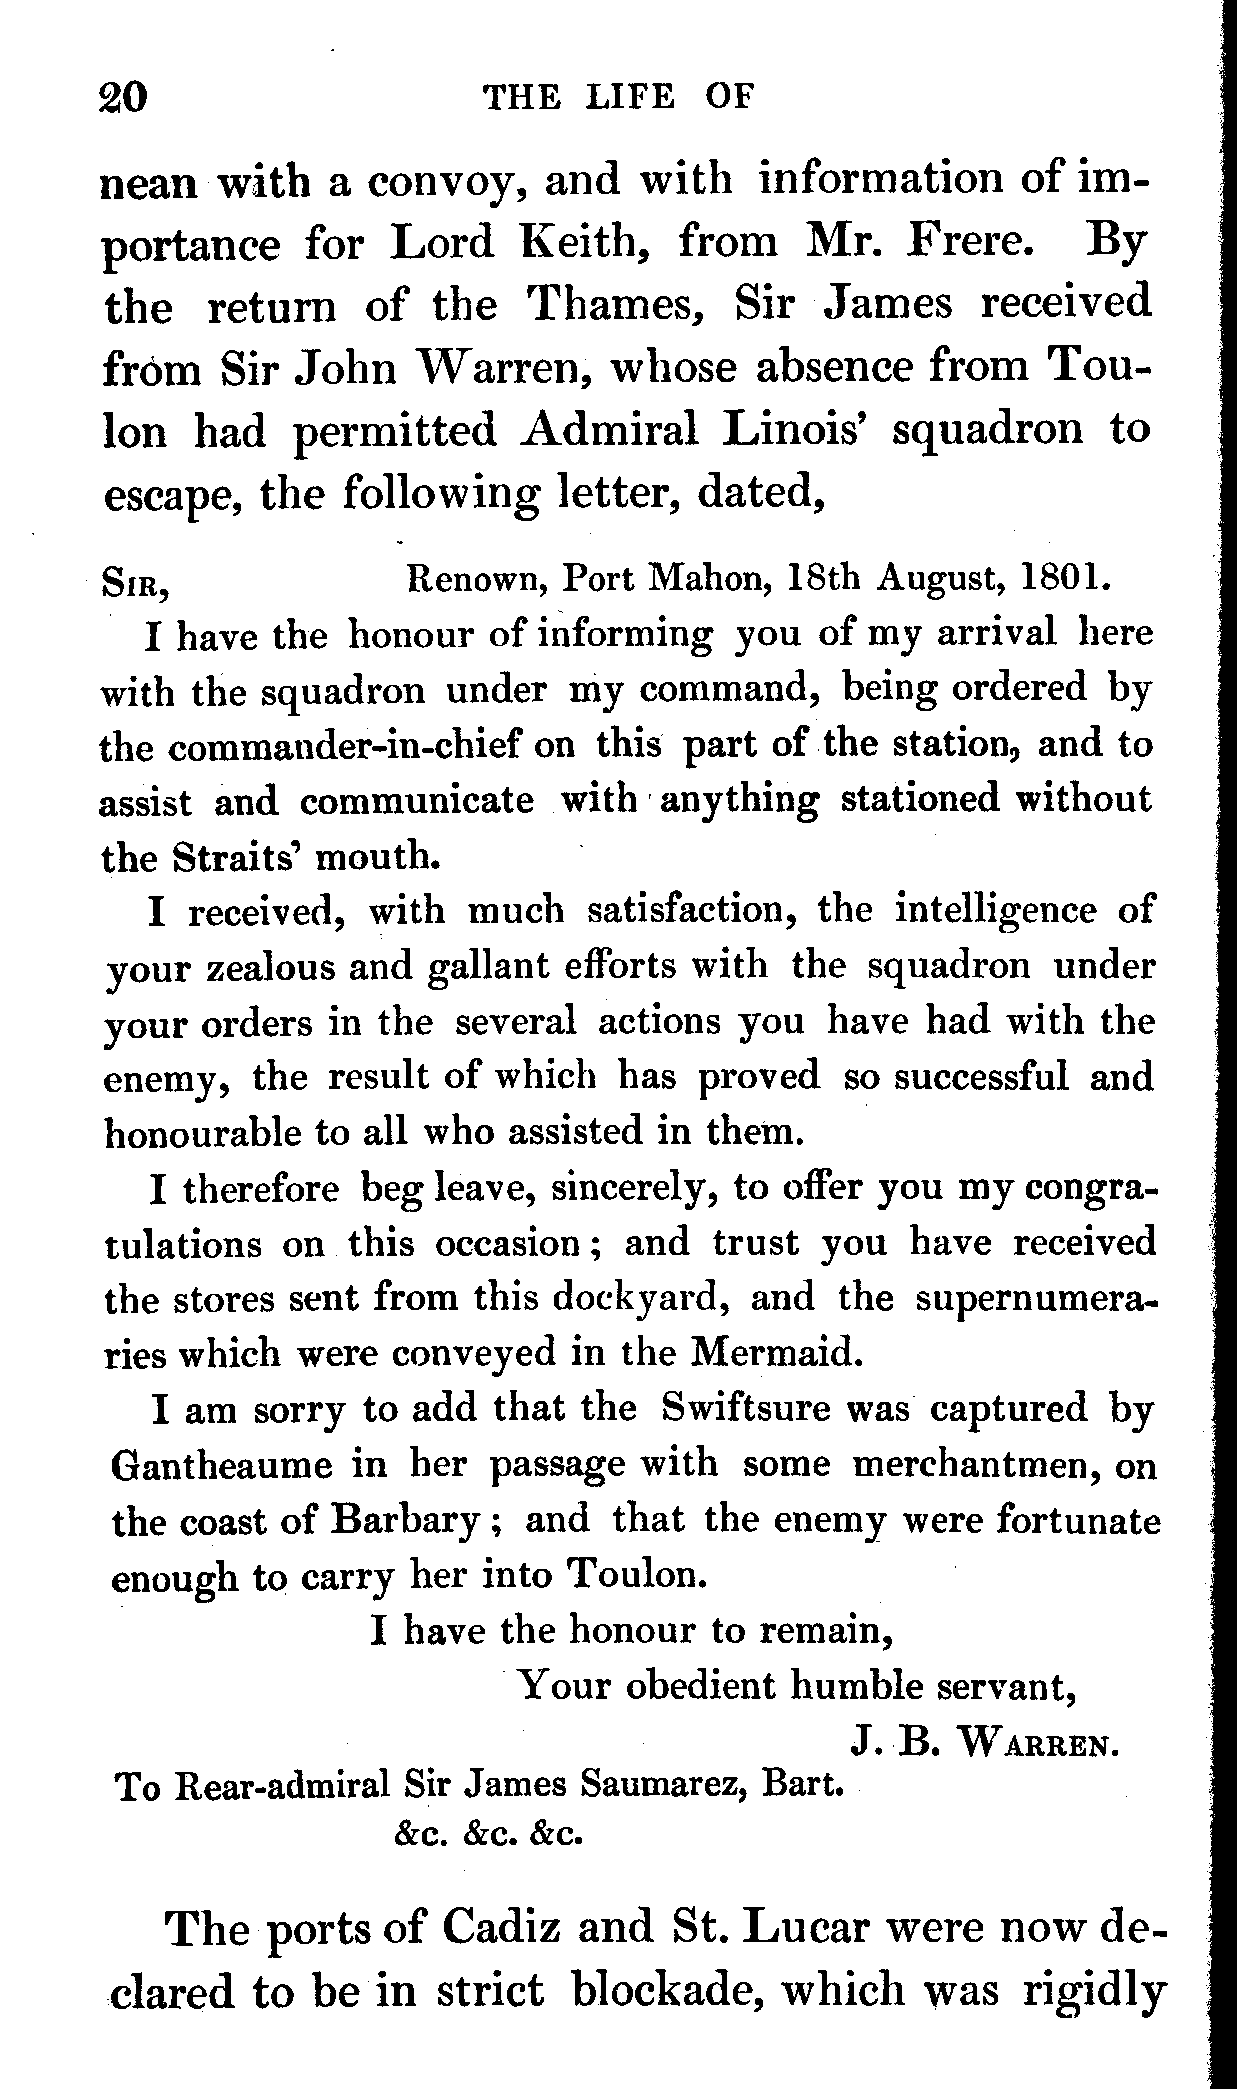 20 THE LIFE OF
nean with a convoy, and with information of im-
portance for Lord Keith, from Mr. Frere. By
the return of the Thames, Sir James received
from Sir John Warren, whose absence from Tou-
lon had permitted Admiral Linois' squadron to
escape, the following letter, dated,
SIR, Renown, Port Mahon, 18th August, 1801.
I have the honour of informing you of my arrival here
with the squadron under my command, being ordered by
the commander-in-chief on this part of the station, and to
assist and communicate with anything stationed without
the Straits' mouth.
I received, with much satisfaction, the intelligence of
your zealous and gallant efforts with the squadron under
your orders in the several actions you have had with the
enemy, the result of which has proved so successful and
honourable to all who assisted in them.
I therefore beg leave, sincerely, to offer you my congra-
tulations on this occasion; and trust you have received
the stores sent from this dockyard, and the supernumera-
ries which were conveyed in the Mermaid.
I am sorry to add that the Swiftsure was captured by
Gantheaume in her passage with some merchantmen, on
the coast of Barbary; and that the enemy were fortunate
enough to carry her into Toulon.
I have the honour to remain,
Your obedient humble servant,
J. B. WARREN.
To Rear-admiral Sir James Saumarez, Bart.
&c. &c. &c.
The ports of Cadiz and St. Lucar were now de-
clared to be in strict blockade, which was rigidly